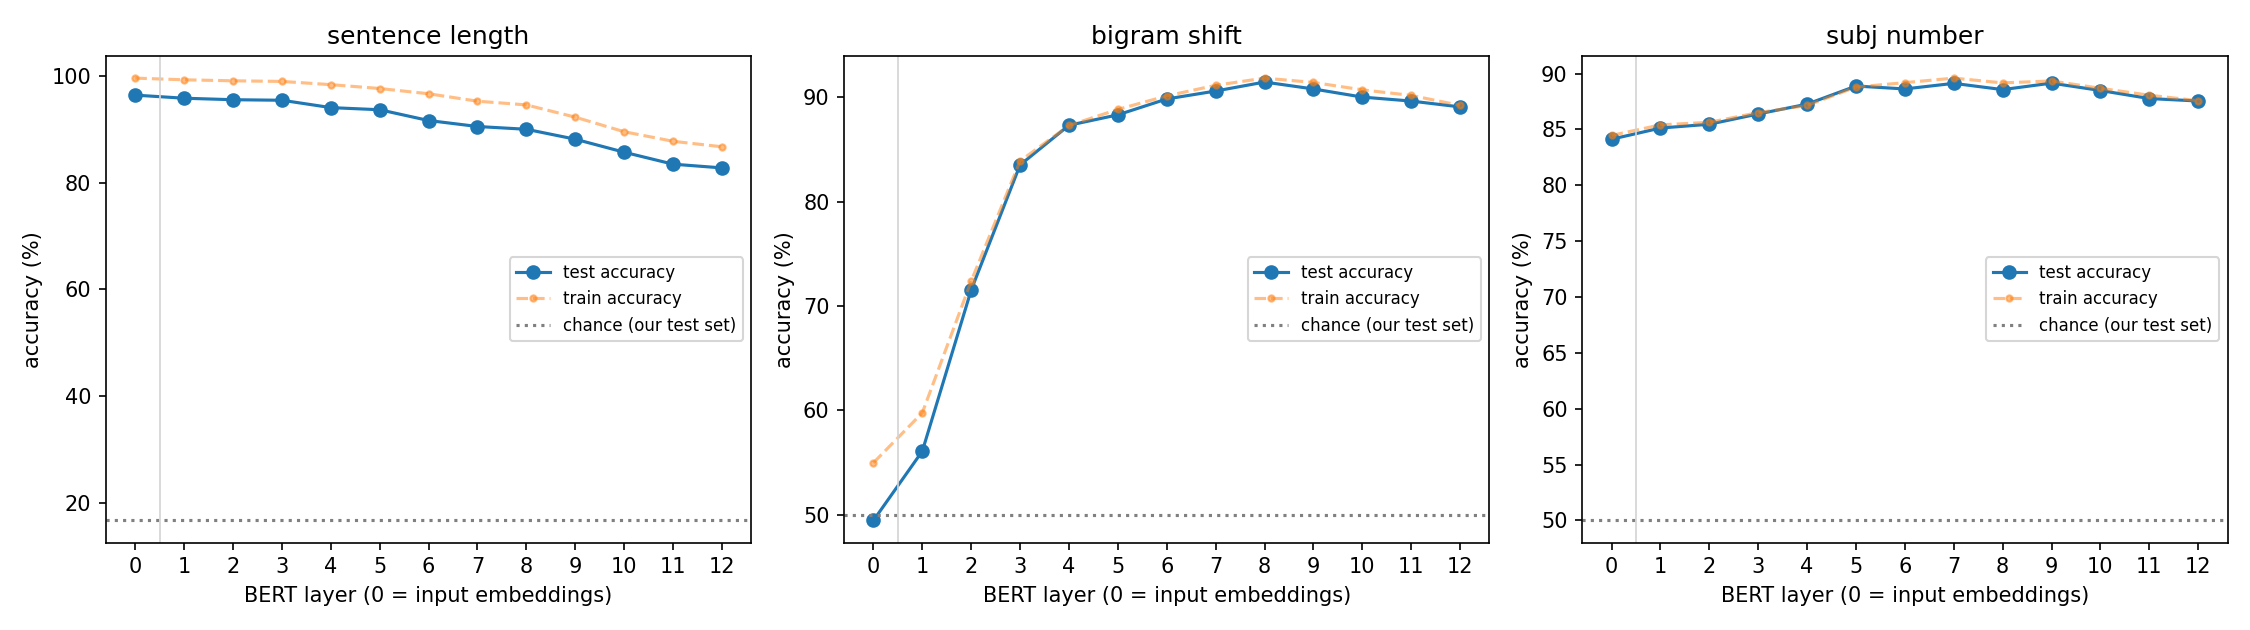 sentence length
100
80
60
40
20
accuracy (%)
test accuracy
train accuracy
chance (our test set)
0 1 2 3 4 5 6 7 8 9 10 11 12
BERT layer (0 = input embeddings)
bigram shift
90
80
70
60
50
accuracy (%)
test accuracy
train accuracy
chance (our test set)
0 1 2 3 4 5 6 7 8 9 10 11 12
BERT layer (0 = input embeddings)
subj number
90
85
80
75
70
65
60
55
50
accuracy (%)
test accuracy
train accuracy
chance (our test set)
0 1 2 3 4 5 6 7 8 9 10 11 12
BERT layer (0 = input embeddings)